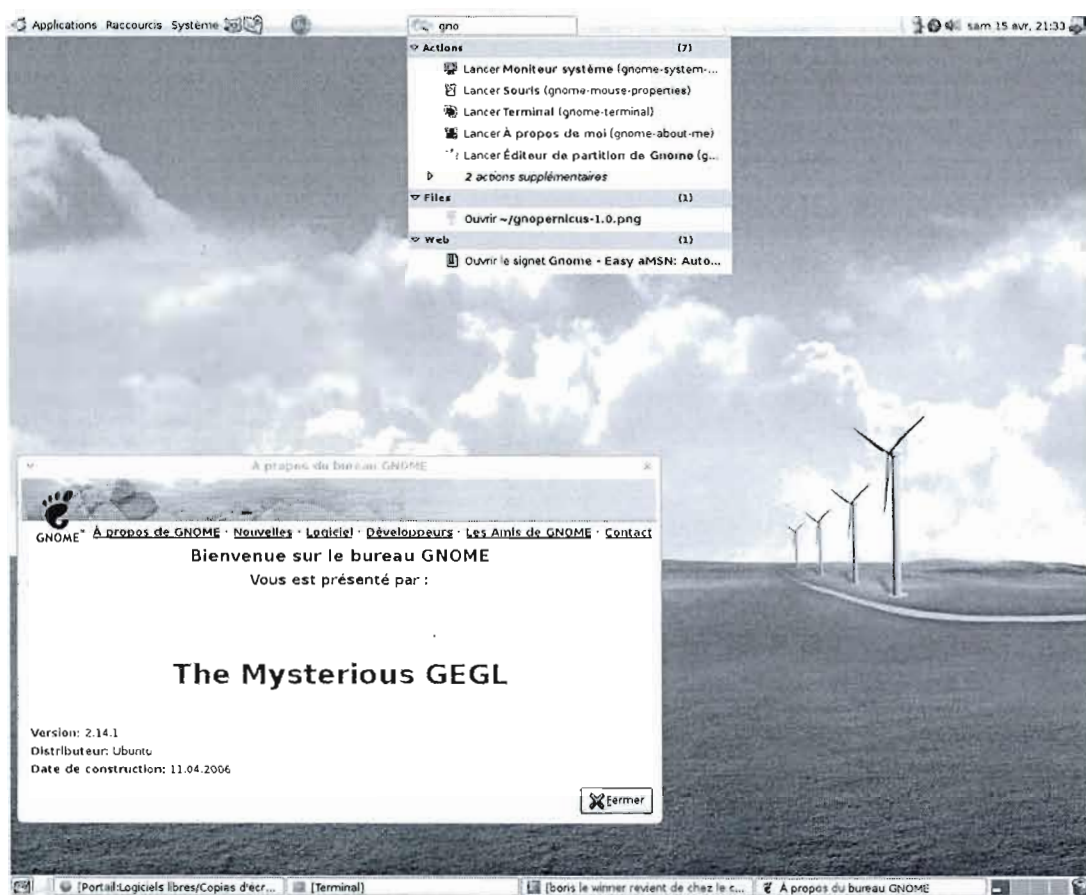 Applications Raccourcis Système
gno
sam 15 avr, 21:33
Actions (7)
Lancer Moniteur système (gnome-system-...
Lancer Souris (gnome-mouse-properties)
Lancer Terminal (gnome-terminal)
Lancer À propos de moi (gnome-about-me)
Lancer Éditeur de partition de Gnome (g...
2 actions supplémentaires
Files (1)
Ouvrir ~/gnopernicus-1.0.png
Web (1)
Ouvrir le signet Gnome - Easy aMSN: Auto...
À propos du bureau GNOME
GNOME™ À propos de GNOME · Nouvelles · Logiciel · Développeurs · Les Amis de GNOME · Contact
Bienvenue sur le bureau GNOME
Vous est présenté par :
The Mysterious GEGL
Version: 2.14.1
Distributeur: Ubuntu
Date de construction: 11.04.2006
Fermer
[Portail:Logiciels libres/Copies d'écr...
[Terminal]
[boris le winner revient de chez le c...
À propos du bureau GNOME